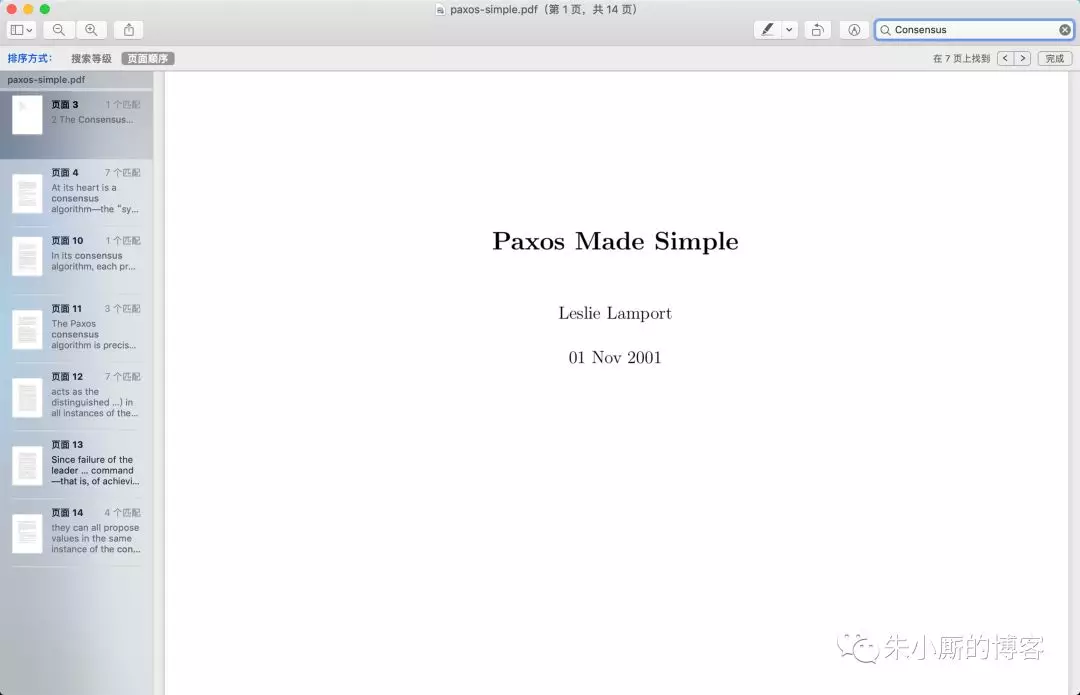 paxos-simple.pdf（第 1 页，共 14 页）
Consensus
排序方式： 搜索等级 页面顺序
在 7 页上找到 < > 完成
paxos-simple.pdf
页面 3 1 个匹配
2 The Consensus...
页面 4 7 个匹配
At its heart is a
consensus
algorithm—the “sy...
页面 10 1 个匹配
In its consensus
algorithm, each pr...
页面 11 3 个匹配
The Paxos
consensus
algorithm is precis...
页面 12 7 个匹配
acts as the
distinguished ...) in
all instances of the...
页面 13
Since failure of the
leader ... command
—that is, of achievi...
页面 14 4 个匹配
they can all propose
values in the same
instance of the con...
Paxos Made Simple
Leslie Lamport
01 Nov 2001
朱小厮的博客